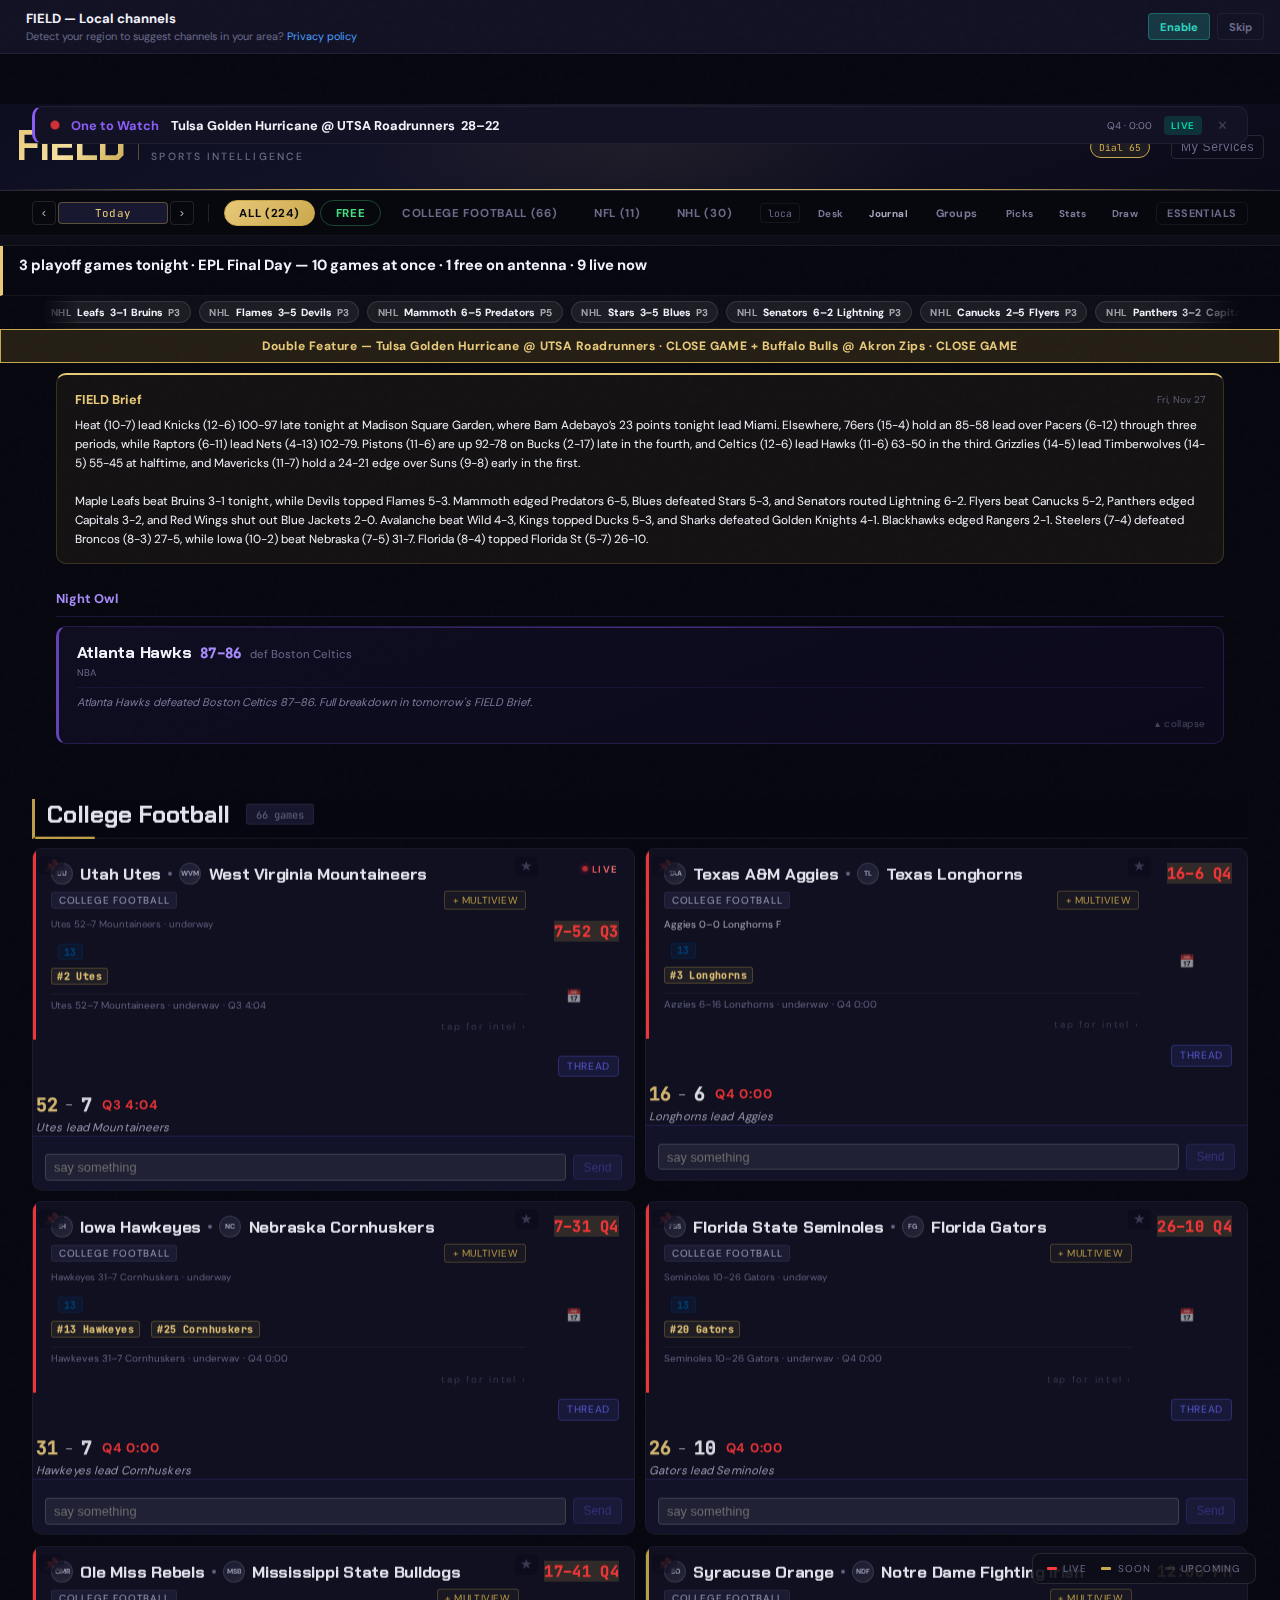 FIELD — Local channels
Detect your region to suggest channels in your area? Privacy policy
Enable
Skip
One to Watch Tulsa Golden Hurricane @ UTSA Roadrunners 28–22
Q4 · 0:00 LIVE ×
FIELD
SPORTS INTELLIGENCE
Dial 65
My Services
‹ Today ›
ALL (224) FREE COLLEGE FOOTBALL (66) NFL (11) NHL (30)
loca Desk Journal Groups Picks Stats Draw ESSENTIALS
3 playoff games tonight · EPL Final Day — 10 games at once · 1 free on antenna · 9 live now
NHL Leafs 3–1 Bruins P3
NHL Flames 3–5 Devils P3
NHL Mammoth 6–5 Predators P5
NHL Stars 3–5 Blues P3
NHL Senators 6–2 Lightning P3
NHL Canucks 2–5 Flyers P3
NHL Panthers 3–2
Double Feature — Tulsa Golden Hurricane @ UTSA Roadrunners · CLOSE GAME + Buffalo Bulls @ Akron Zips · CLOSE GAME
FIELD Brief
Fri, Nov 27
Heat (10-7) lead Knicks (12-6) 100-97 late tonight at Madison Square Garden, where Bam Adebayo's 23 points tonight lead Miami. Elsewhere, 76ers (15-4) hold an 85-58 lead over Pacers (6-12) through three
periods, while Raptors (6-11) lead Nets (4-13) 102-79. Pistons (11-6) are up 92-78 on Bucks (2-17) late in the fourth, and Celtics (12-6) lead Hawks (11-6) 63-50 in the third. Grizzlies (14-5) lead Timberwolves (14-
5) 55-45 at halftime, and Mavericks (11-7) hold a 24-21 edge over Suns (9-8) early in the first.
Maple Leafs beat Bruins 3-1 tonight, while Devils topped Flames 5-3. Mammoth edged Predators 6-5, Blues defeated Stars 5-3, and Senators routed Lightning 6-2. Flyers beat Canucks 5-2, Panthers edged
Capitals 3-2, and Red Wings shut out Blue Jackets 2-0. Avalanche beat Wild 4-3, Kings topped Ducks 5-3, and Sharks defeated Golden Knights 4-1. Blackhawks edged Rangers 2-1. Steelers (7-4) defeated
Broncos (8-3) 27-5, while Iowa (10-2) beat Nebraska (7-5) 31-7. Florida (8-4) topped Florida St (5-7) 26-10.
Night Owl
Atlanta Hawks 87–86 def Boston Celtics
NBA
Atlanta Hawks defeated Boston Celtics 87–86. Full breakdown in tomorrow's FIELD Brief.
▴ collapse
College Football 66 games
Utah Utes • WVM West Virginia Mountaineers
★
LIVE
COLLEGE FOOTBALL
+ MULTIVIEW
Utes 52–7 Mountaineers · underway
7–52 Q3
13
#2 Utes
Utes 52–7 Mountaineers · underway · Q3 4:04
tap for intel ›
THREAD
52 – 7 Q3 4:04
Utes lead Mountaineers
say something
Send
Texas A&M Aggies • TL Texas Longhorns
★
16–6 Q4
COLLEGE FOOTBALL
+ MULTIVIEW
Aggies 0–0 Longhorns F
13
#3 Longhorns
Aggies 6–16 Longhorns · underway · Q4 0:00
tap for intel ›
THREAD
16 – 6 Q4 0:00
Longhorns lead Aggies
say something
Send
Iowa Hawkeyes • NC Nebraska Cornhuskers
★
7–31 Q4
COLLEGE FOOTBALL
+ MULTIVIEW
Hawkeyes 31–7 Cornhuskers · underway
13
#13 Hawkeyes #25 Cornhuskers
Hawkeyes 31–7 Cornhuskers · underway · Q4 0:00
tap for intel ›
THREAD
31 – 7 Q4 0:00
Hawkeyes lead Cornhuskers
say something
Send
Florida State Seminoles • FG Florida Gators
★
26–10 Q4
COLLEGE FOOTBALL
+ MULTIVIEW
Seminoles 10–26 Gators · underway
13
#20 Gators
Seminoles 10–26 Gators · underway · Q4 0:00
tap for intel ›
THREAD
26 – 10 Q4 0:00
Gators lead Seminoles
say something
Send
Ole Miss Rebels • MSB Mississippi State Bulldogs
★
17–41 Q4
COLLEGE FOOTBALL
+ MULTIVIEW
Syracuse Orange • NDF Notre Dame Fighting
COLLEGE FOOTBALL
+ MULTIVIEW
LIVE SOON UPCOMING